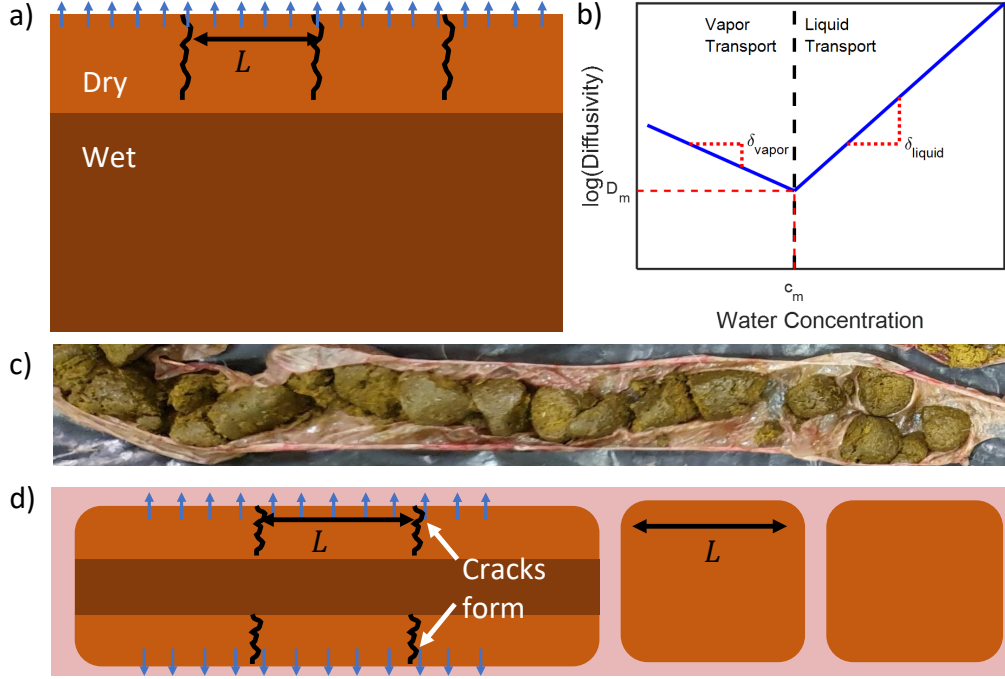 a)
L
Dry
Wet
b)
Vapor
Transport
Liquid
Transport
δvapor
δliquid
log(Diffusivity)
Dm
cm
Water Concentration
c)
d)
L
Cracks
form
L